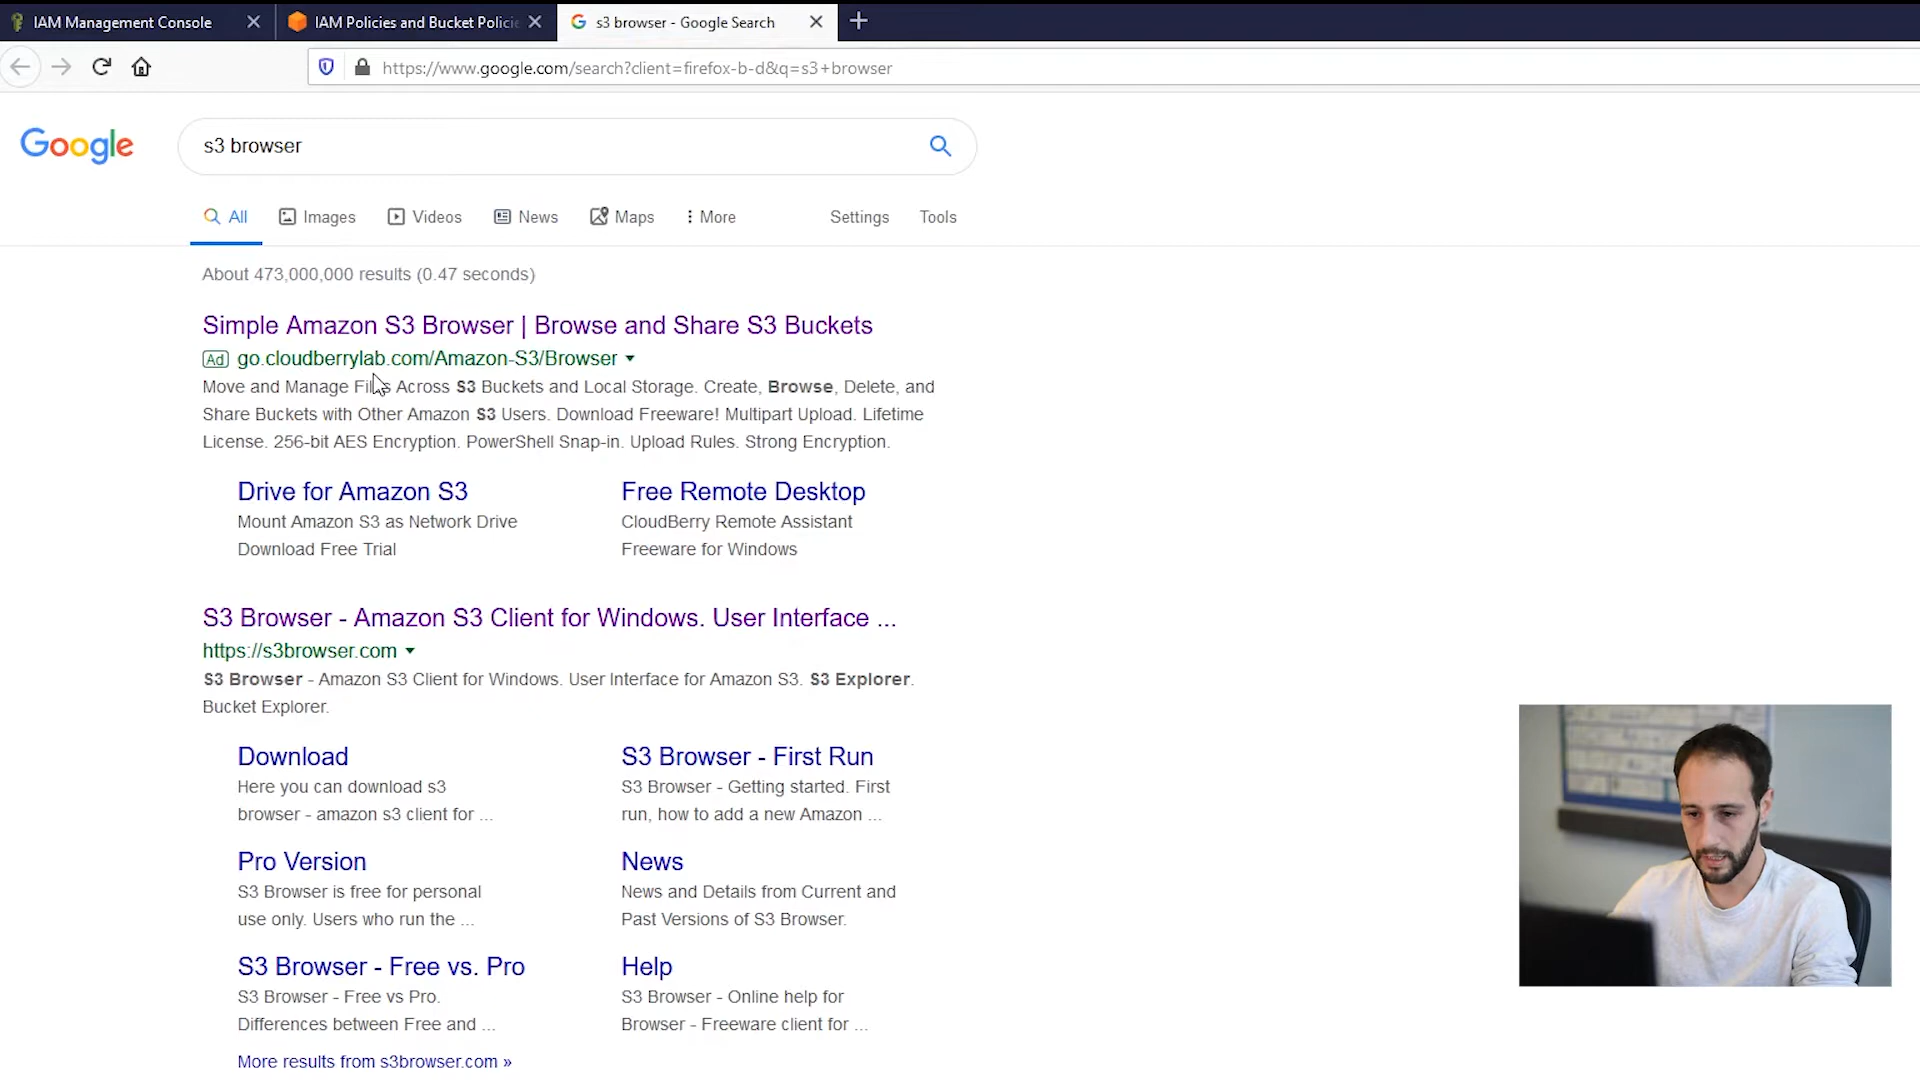 IAM Management Console
IAM Policies and Bucket Policie
s3 browser - Google Search
https://www.google.com/search?client=firefox-b-d&q=s3+browser
Google
s3 browser
All
Images
Videos
News
Maps
More
Settings
Tools
About 473,000,000 results (0.47 seconds)
Simple Amazon S3 Browser | Browse and Share S3 Buckets
Ad go.cloudberrylab.com/Amazon-S3/Browser
Move and Manage Files Across S3 Buckets and Local Storage. Create, Browse, Delete, and
Share Buckets with Other Amazon S3 Users. Download Freeware! Multipart Upload. Lifetime
License. 256-bit AES Encryption. PowerShell Snap-in. Upload Rules. Strong Encryption.
Drive for Amazon S3
Mount Amazon S3 as Network Drive
Download Free Trial
Free Remote Desktop
CloudBerry Remote Assistant
Freeware for Windows
S3 Browser - Amazon S3 Client for Windows. User Interface ...
https://s3browser.com
S3 Browser - Amazon S3 Client for Windows. User Interface for Amazon S3. S3 Explorer.
Bucket Explorer.
Download
Here you can download s3
browser - amazon s3 client for ...
S3 Browser - First Run
S3 Browser - Getting started. First
run, how to add a new Amazon ...
Pro Version
S3 Browser is free for personal
use only. Users who run the ...
News
News and Details from Current and
Past Versions of S3 Browser.
S3 Browser - Free vs. Pro
S3 Browser - Free vs Pro.
Differences between Free and ...
Help
S3 Browser - Online help for
Browser - Freeware client for ...
More results from s3browser.com »